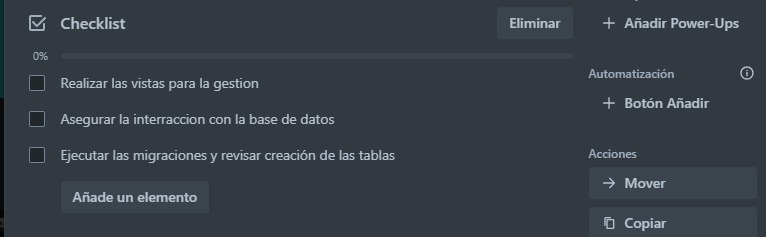 Checklist
Eliminar
0%
Realizar las vistas para la gestion
Asegurar la interraccion con la base de datos
Ejecutar las migraciones y revisar creación de las tablas
Añade un elemento
+ Añadir Power-Ups
Automatización
+ Botón Añadir
Acciones
→ Mover
Copiar